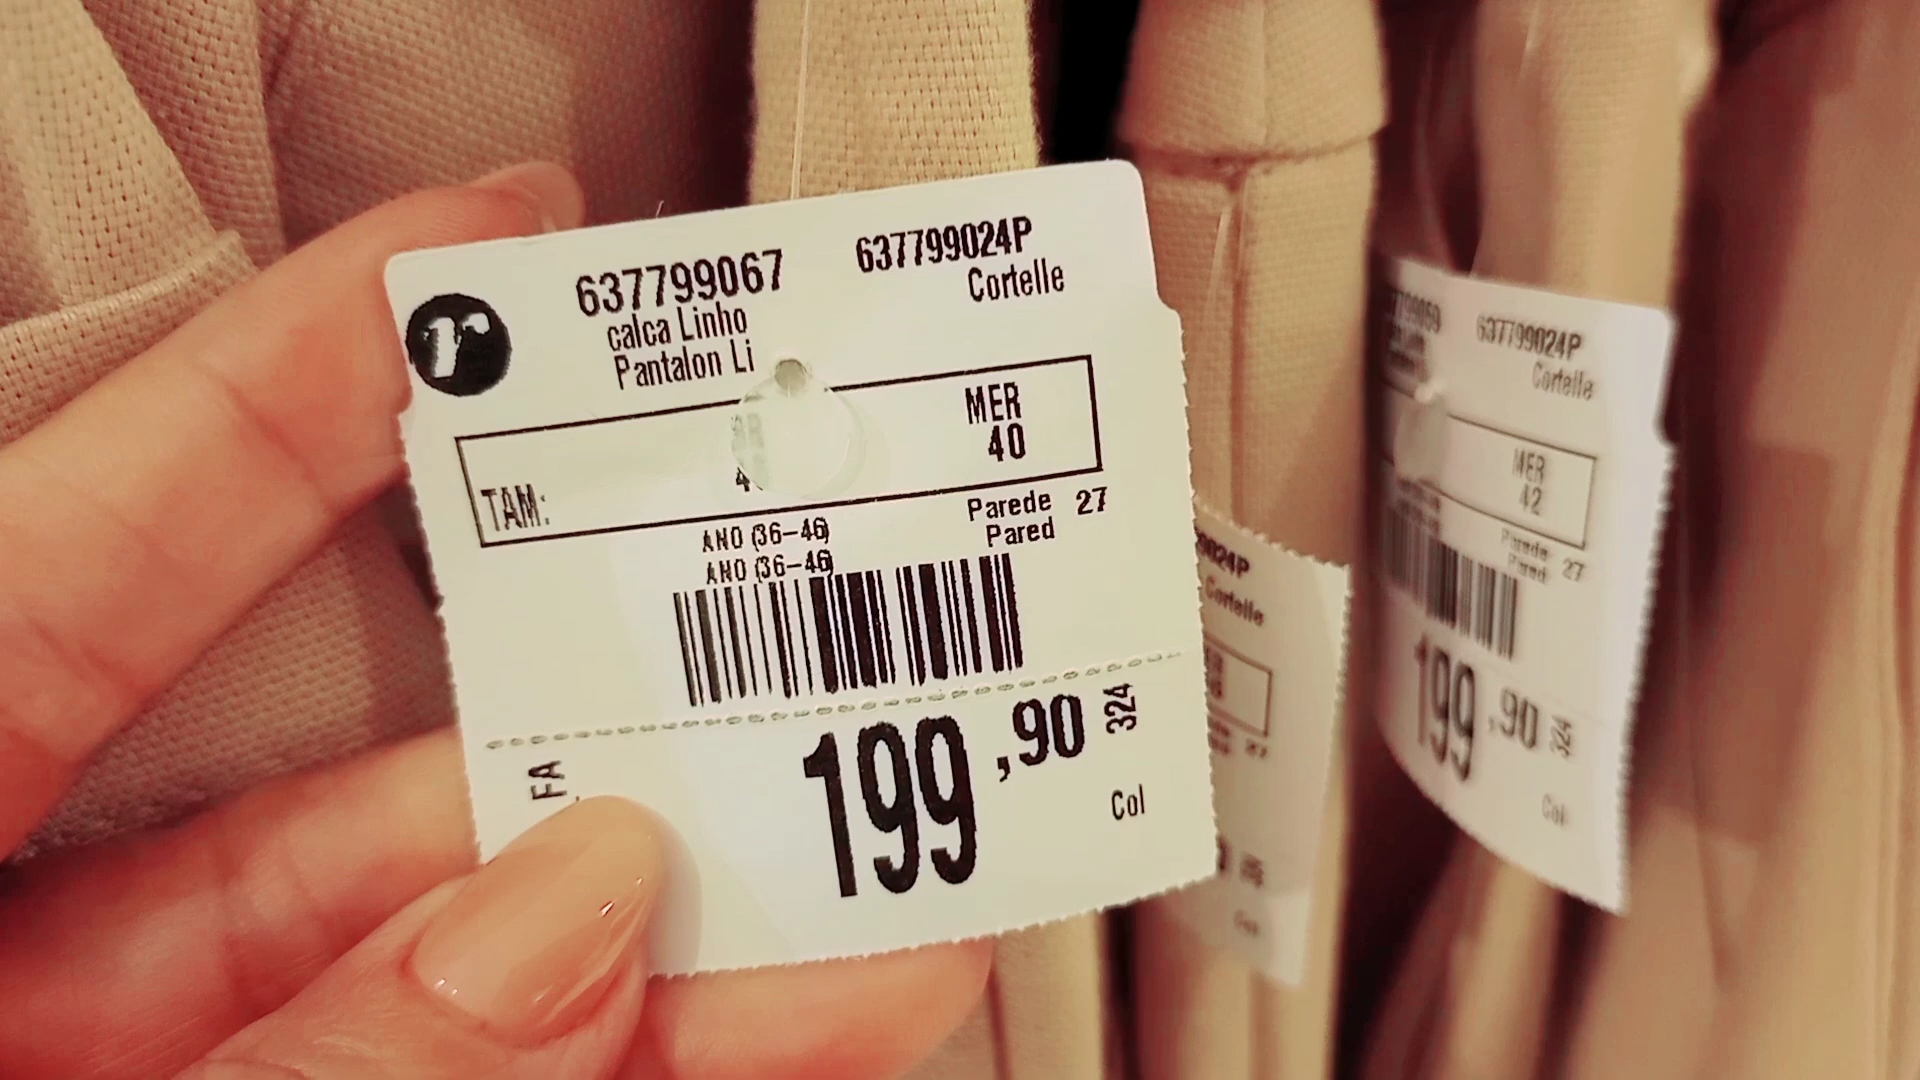 637799067
637799024P
calca Linho
Cortelle
Pantalon Li
MER
TAM:
40
ANO (36-46)
Parede 27
ANO (36-46)
Pared
199,90
324
FA
Col
637799024P
Cortelle
MER
42
Parede 27
Pared
199,90
324
Col
Cortelle